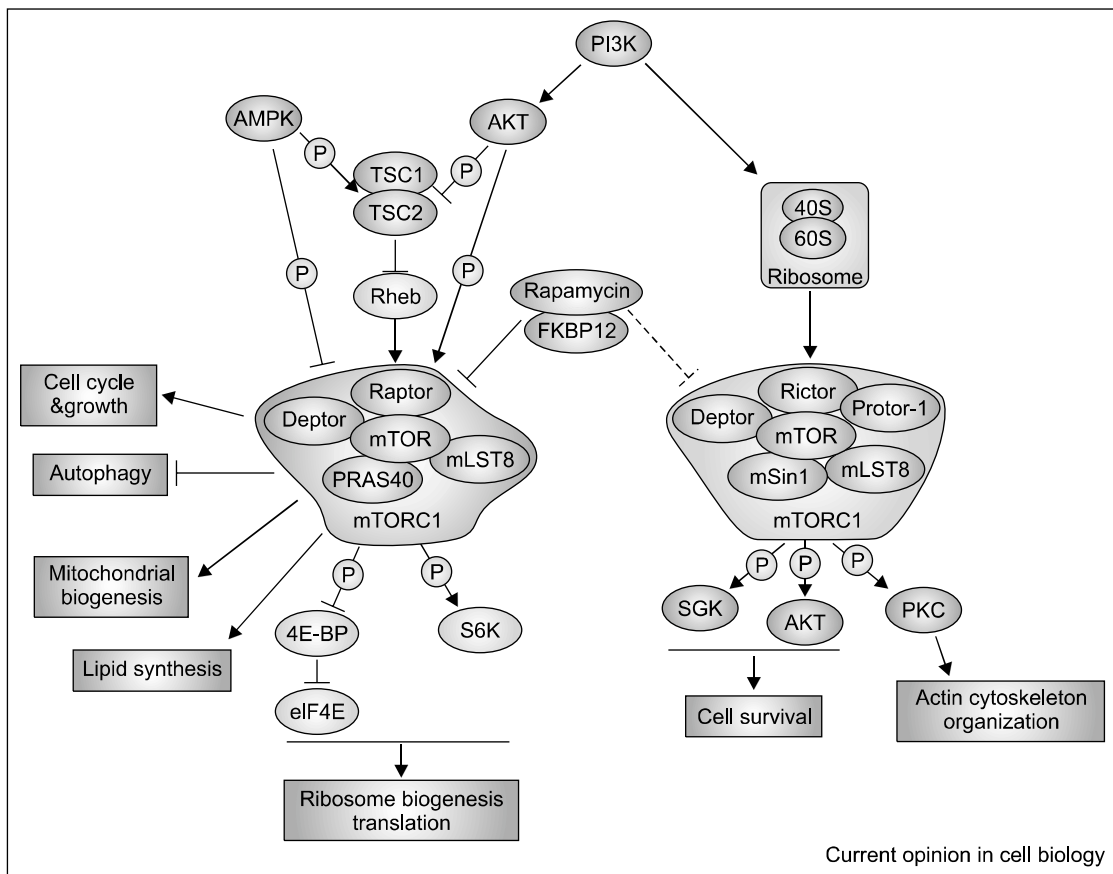 PI3K
AMPK
AKT
P
P
TSC1
TSC2
40S
60S
Ribosome
P
P
Rheb
Rapamycin
FKBP12
Cell cycle
&growth
Raptor
Deptor
mTOR
mLST8
PRAS40
mTORC1
Rictor
Protor-1
Deptor
mTOR
mSin1
mLST8
mTORC1
Autophagy
Mitochondrial
biogenesis
Lipid synthesis
P
P
4E-BP
S6K
eIF4E
Ribosome biogenesis
translation
P
P
P
SGK
AKT
PKC
Cell survival
Actin cytoskeleton
organization
Current opinion in cell biology